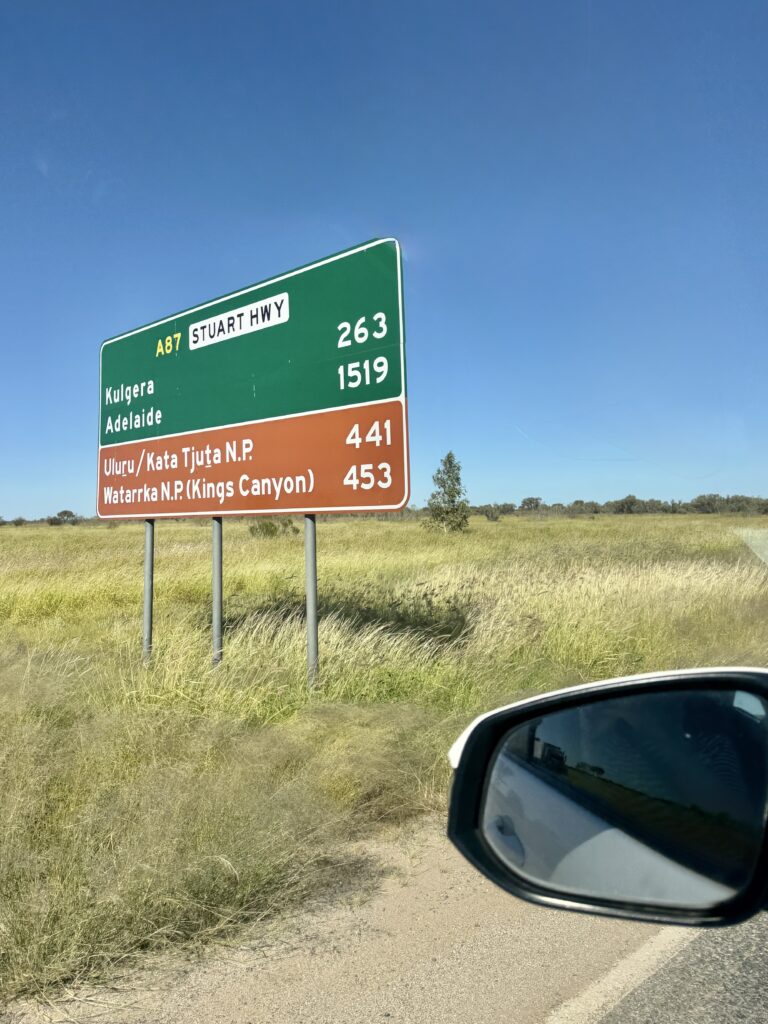 A87 STUART HWY
Kulgera 263
Adelaide 1519
Uluṟu/Kata Tjuṯa N.P. 441
Watarrka N.P. (Kings Canyon) 453